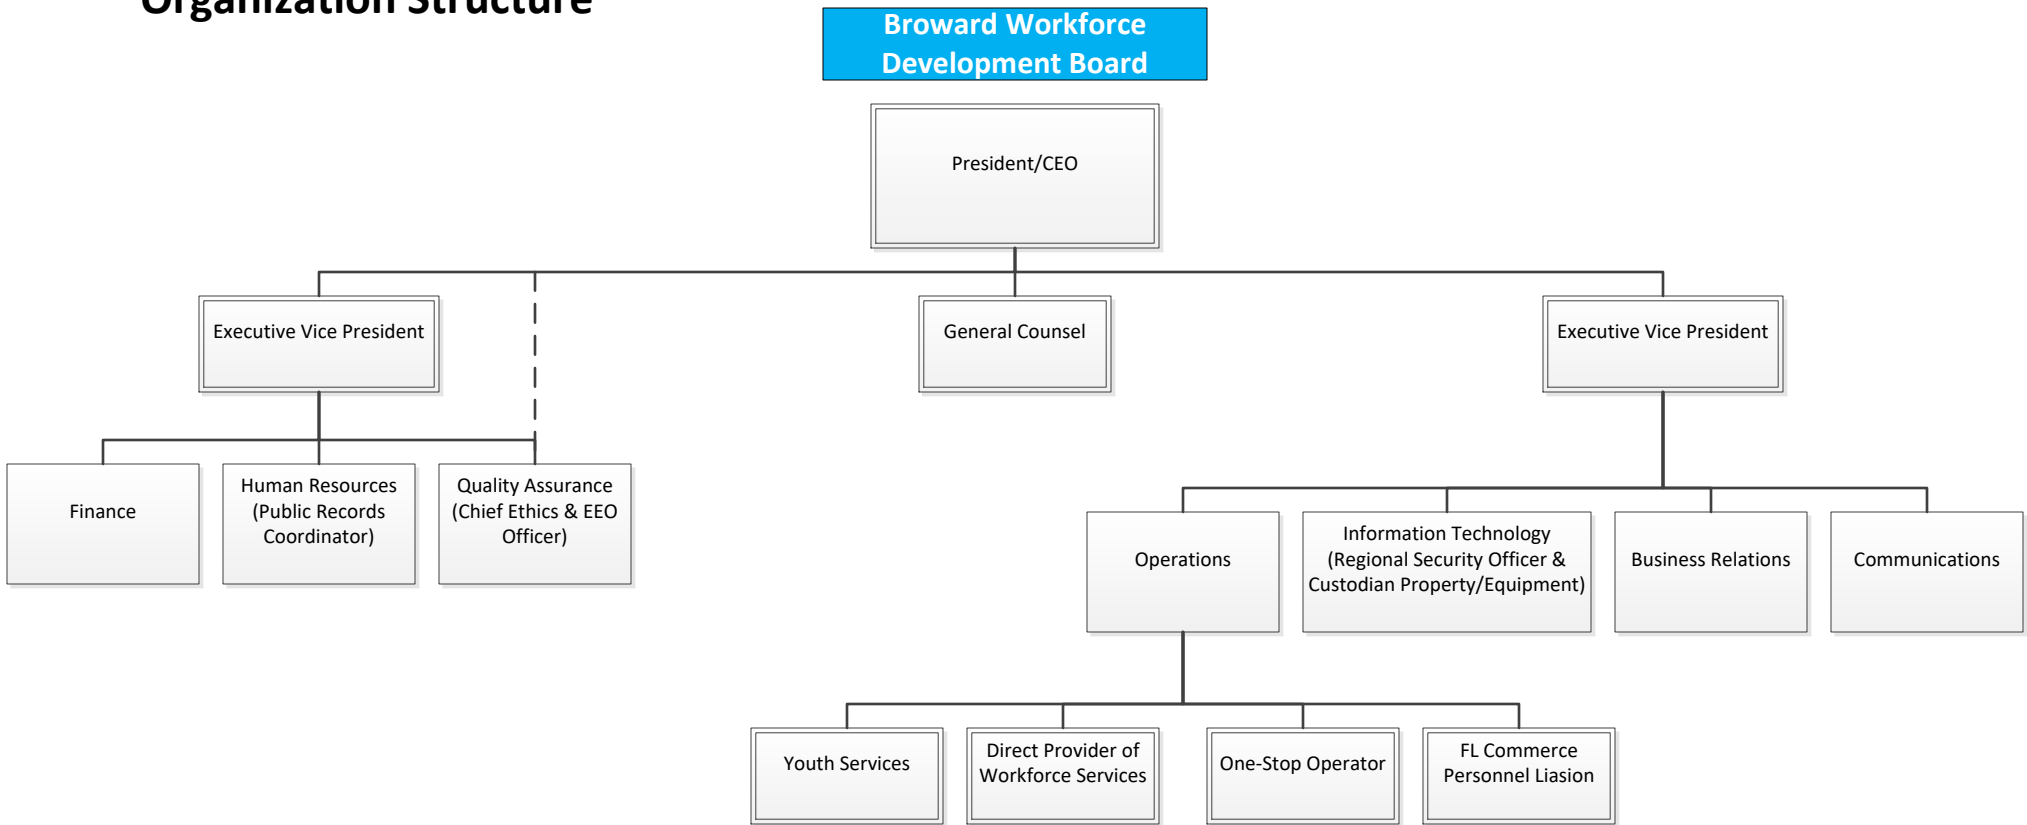 Organization Structure
Broward Workforce
Development Board
President/CEO
Executive Vice President
General Counsel
Executive Vice President
Finance
Human Resources
(Public Records
Coordinator)
Quality Assurance
(Chief Ethics & EEO
Officer)
Operations
Information Technology
(Regional Security Officer &
Custodian Property/Equipment)
Business Relations
Communications
Youth Services
Direct Provider of
Workforce Services
One-Stop Operator
FL Commerce
Personnel Liasion